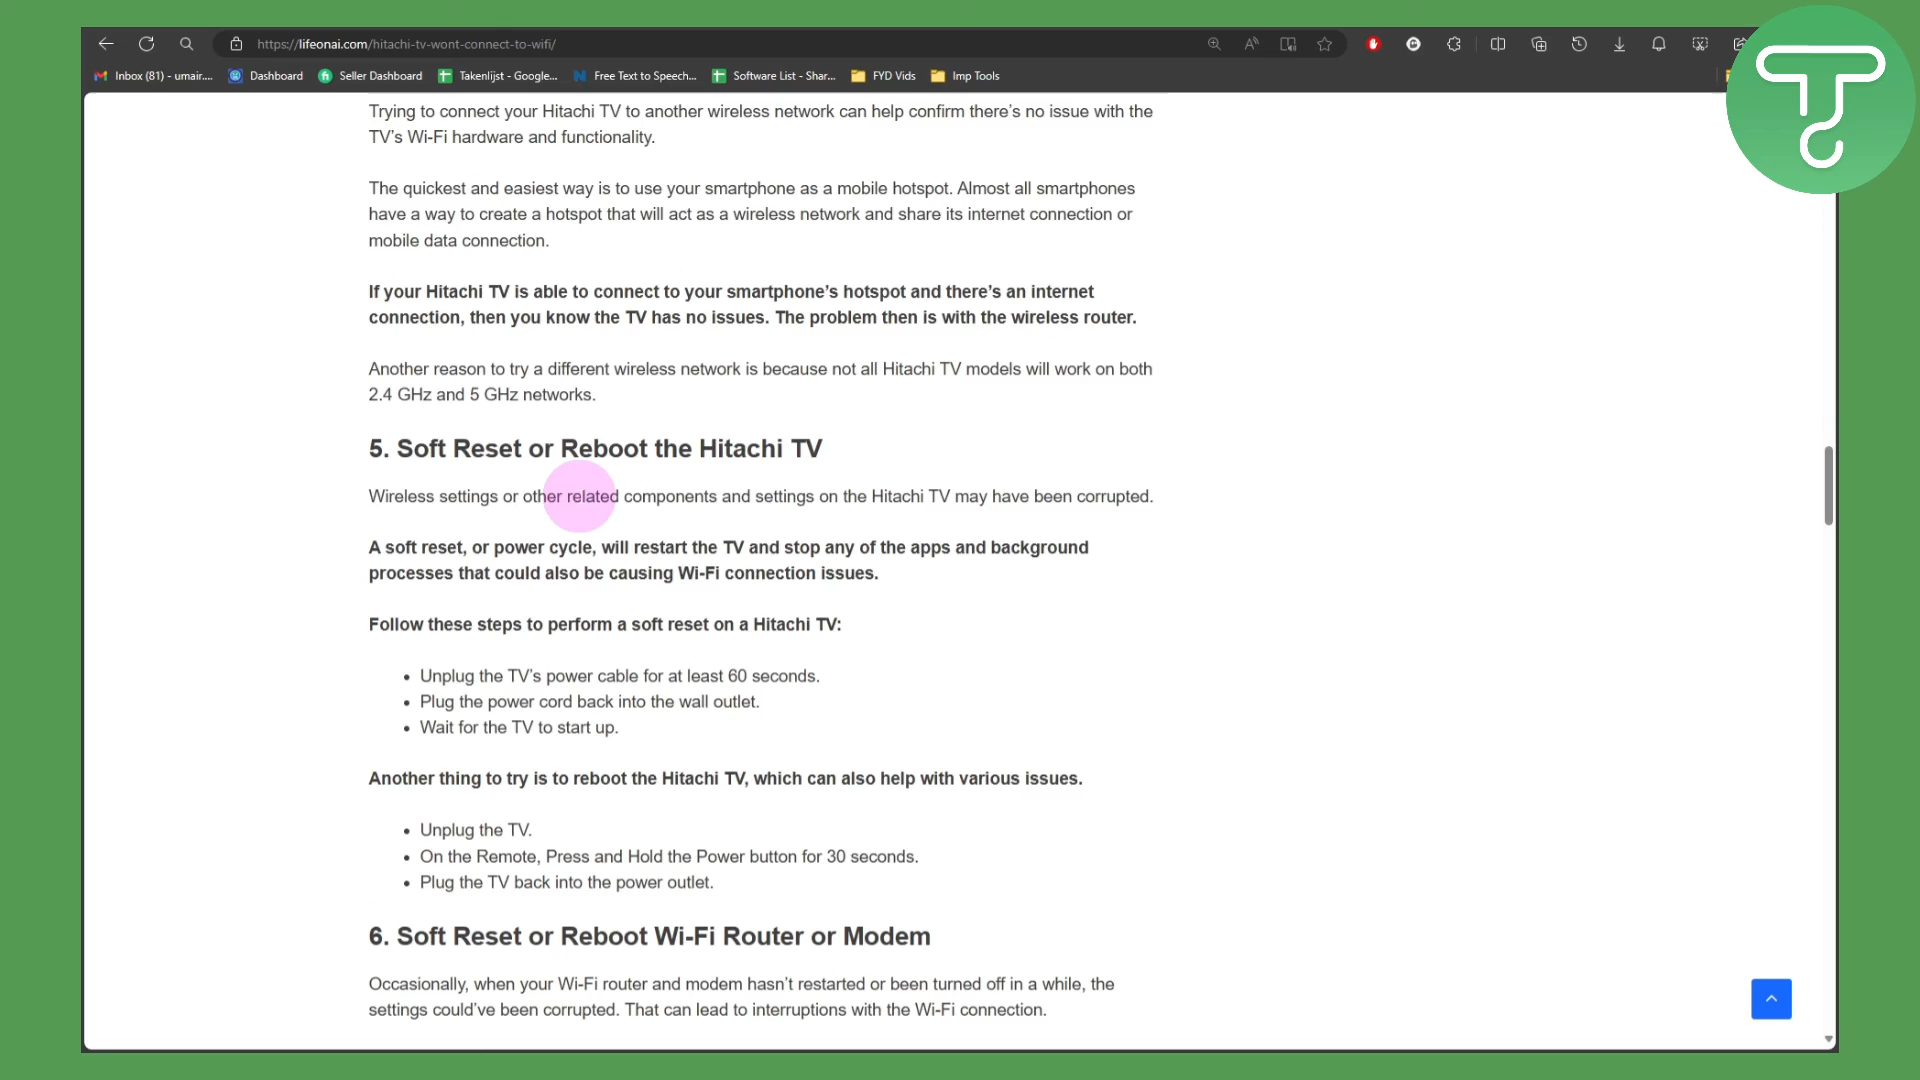 https://lifeonai.com/hitachi-tv-wont-connect-to-wifi/
Inbox (81) - umair.... Dashboard Seller Dashboard Takenlijst - Google... Free Text to Speech... Software List - Shar... FYD Vids Imp Tools
Trying to connect your Hitachi TV to another wireless network can help confirm there's no issue with the
TV's Wi-Fi hardware and functionality.
The quickest and easiest way is to use your smartphone as a mobile hotspot. Almost all smartphones
have a way to create a hotspot that will act as a wireless network and share its internet connection or
mobile data connection.
If your Hitachi TV is able to connect to your smartphone's hotspot and there's an internet
connection, then you know the TV has no issues. The problem then is with the wireless router.
Another reason to try a different wireless network is because not all Hitachi TV models will work on both
2.4 GHz and 5 GHz networks.
5. Soft Reset or Reboot the Hitachi TV
Wireless settings or other related components and settings on the Hitachi TV may have been corrupted.
A soft reset, or power cycle, will restart the TV and stop any of the apps and background
processes that could also be causing Wi-Fi connection issues.
Follow these steps to perform a soft reset on a Hitachi TV:
• Unplug the TV's power cable for at least 60 seconds.
• Plug the power cord back into the wall outlet.
• Wait for the TV to start up.
Another thing to try is to reboot the Hitachi TV, which can also help with various issues.
• Unplug the TV.
• On the Remote, Press and Hold the Power button for 30 seconds.
• Plug the TV back into the power outlet.
6. Soft Reset or Reboot Wi-Fi Router or Modem
Occasionally, when your Wi-Fi router and modem hasn't restarted or been turned off in a while, the
settings could've been corrupted. That can lead to interruptions with the Wi-Fi connection.